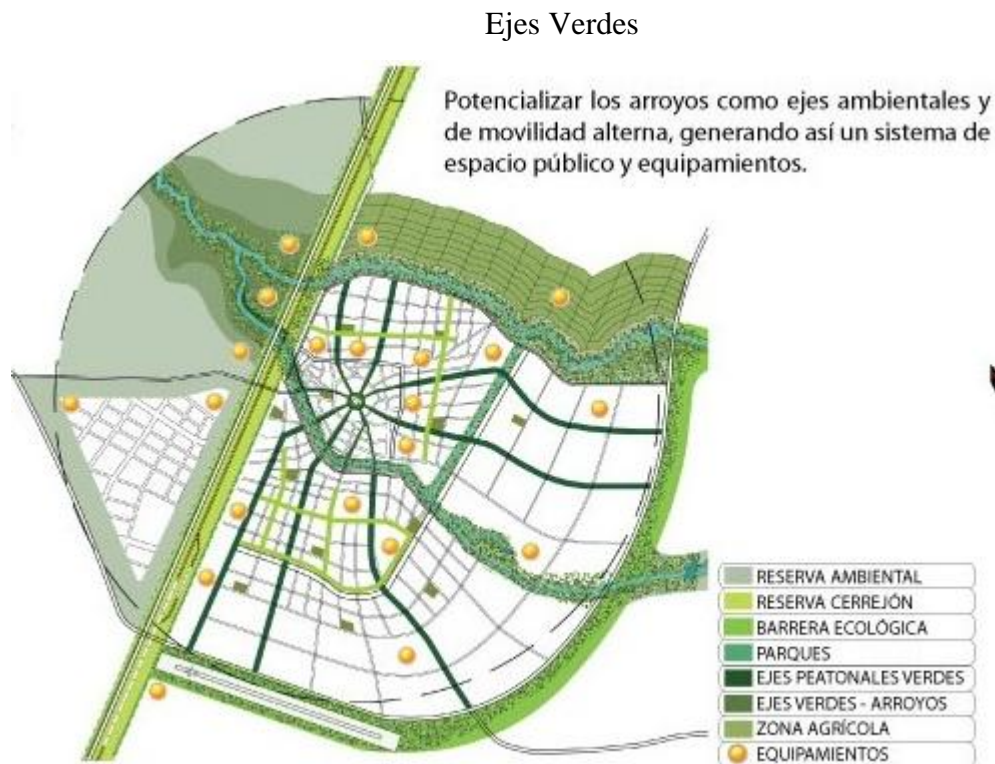 Ejes Verdes
Potencializar los arroyos como ejes ambientales y
de movilidad alterna, generando así un sistema de
espacio público y equipamientos.
RESERVA AMBIENTAL
RESERVA CERREJÓN
BARRERA ECOLÓGICA
PARQUES
EJES PEATONALES VERDES
EJES VERDES - ARROYOS
ZONA AGRÍCOLA
EQUIPAMIENTOS